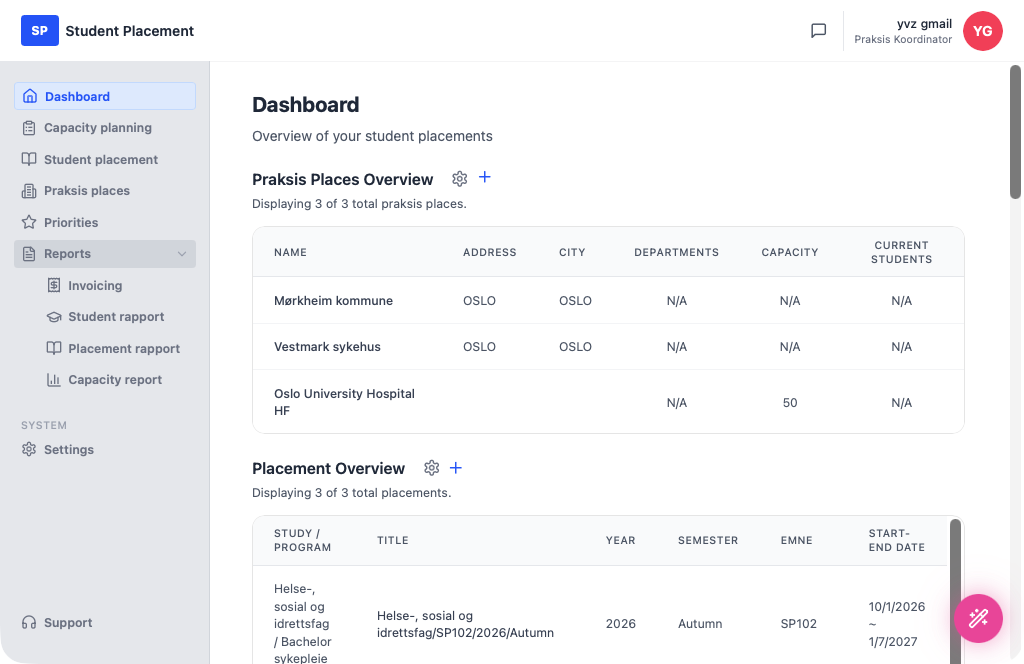 SP Student Placement
yvz gmail
Praksis Koordinator
YG
Dashboard
Capacity planning
Student placement
Praksis places
Priorities
Reports
Invoicing
Student rapport
Placement rapport
Capacity report
SYSTEM
Settings
Support
Dashboard
Overview of your student placements
Praksis Places Overview
Displaying 3 of 3 total praksis places.
NAME ADDRESS CITY DEPARTMENTS CAPACITY CURRENT
STUDENTS
Mørkheim kommune OSLO OSLO N/A N/A N/A
Vestmark sykehus OSLO OSLO N/A N/A N/A
Oslo University Hospital
HF N/A 50 N/A
Placement Overview
Displaying 3 of 3 total placements.
STUDY /
PROGRAM TITLE YEAR SEMESTER EMNE START-
END DATE
Helse-,
sosial og
idrettsfag
/ Bachelor
sykepleie
Helse-, sosial og
idrettsfag/SP102/2026/Autumn
2026 Autumn SP102
10/1/2026
~
1/7/2027